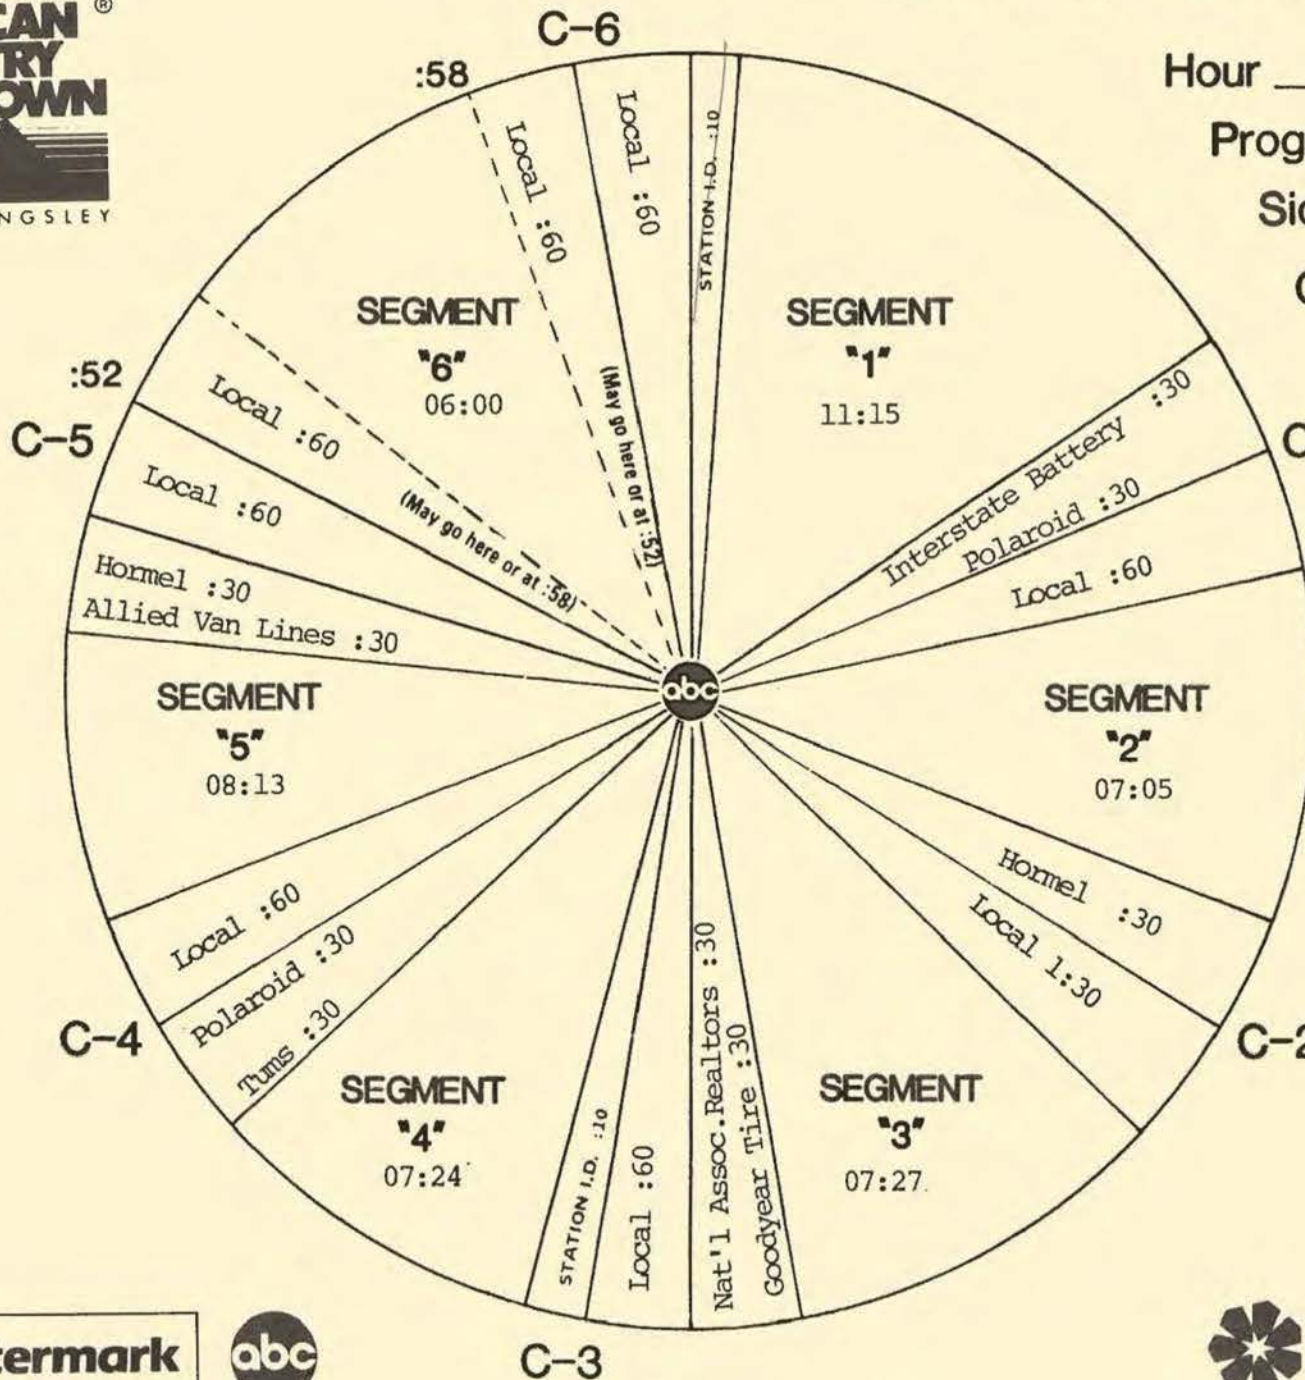 CAN ®
TRY
OWN
NGSLEY
C-6
:58
Hour
Prog
Local :60
Local :60
STATION I.D. :10
(May go here or at :52)
SEGMENT
"6"
06:00
SEGMENT
"1"
11:15
:52
C-5
Local :60
(May go here or at :58)
Local :60
Hormel :30
Allied Van Lines :30
Interstate Battery :30
Polaroid :30
Local :60
abc
SEGMENT
"5"
08:13
SEGMENT
"2"
07:05
Hormel :30
Local 1:30
C-2
Local :60
Polaroid :30
Tums :30
C-4
SEGMENT
"4"
07:24
STATION I.D. :10
Local :60
Nat'l Assoc.Realtors :30
Goodyear Tire :30
SEGMENT
"3"
07:27
C-3
termark
abc